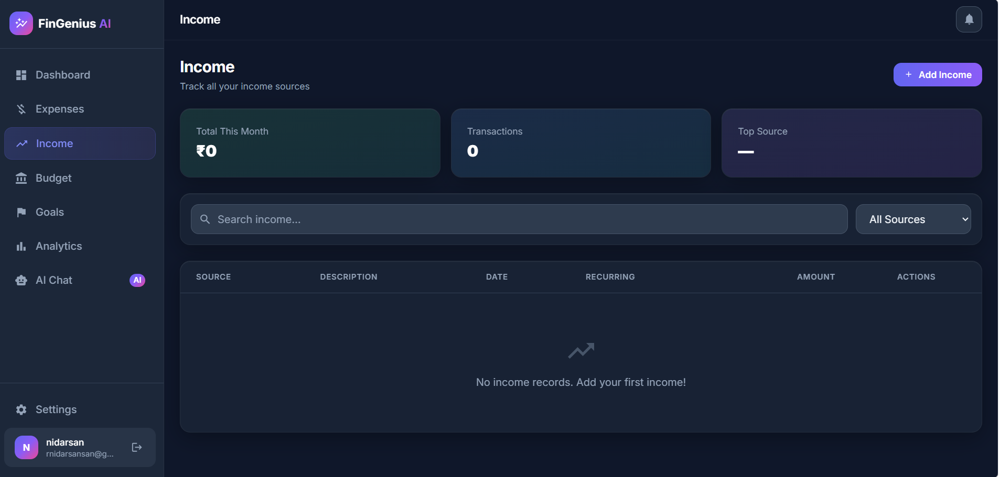 FinGenius AI
Dashboard
Expenses
Income
Budget
Goals
Analytics
AI Chat AI
Settings
N
nidarsan
rnidarsansan@g...
Income
Income
Track all your income sources
+ Add Income
Total This Month
₹0
Transactions
0
Top Source
—
Search income...
All Sources
SOURCE DESCRIPTION DATE RECURRING AMOUNT ACTIONS
No income records. Add your first income!